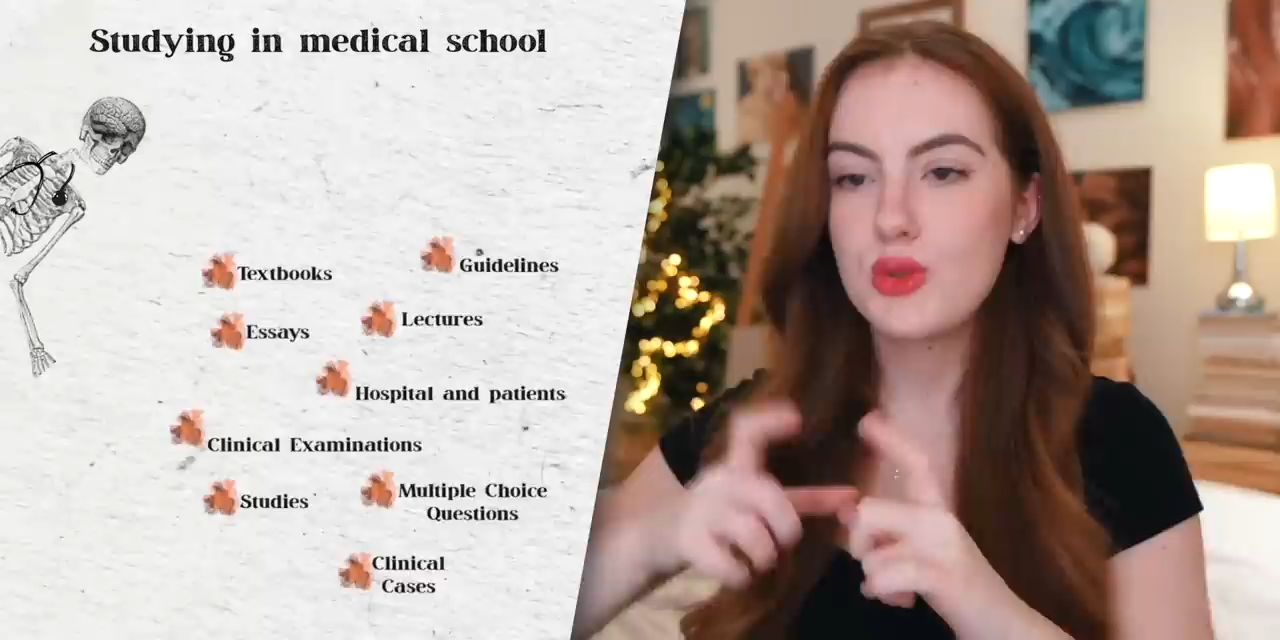 Studying in medical school
Textbooks
Guidelines
Essays
Lectures
Hospital and patients
Clinical Examinations
Studies
Multiple Choice
Questions
Clinical
Cases